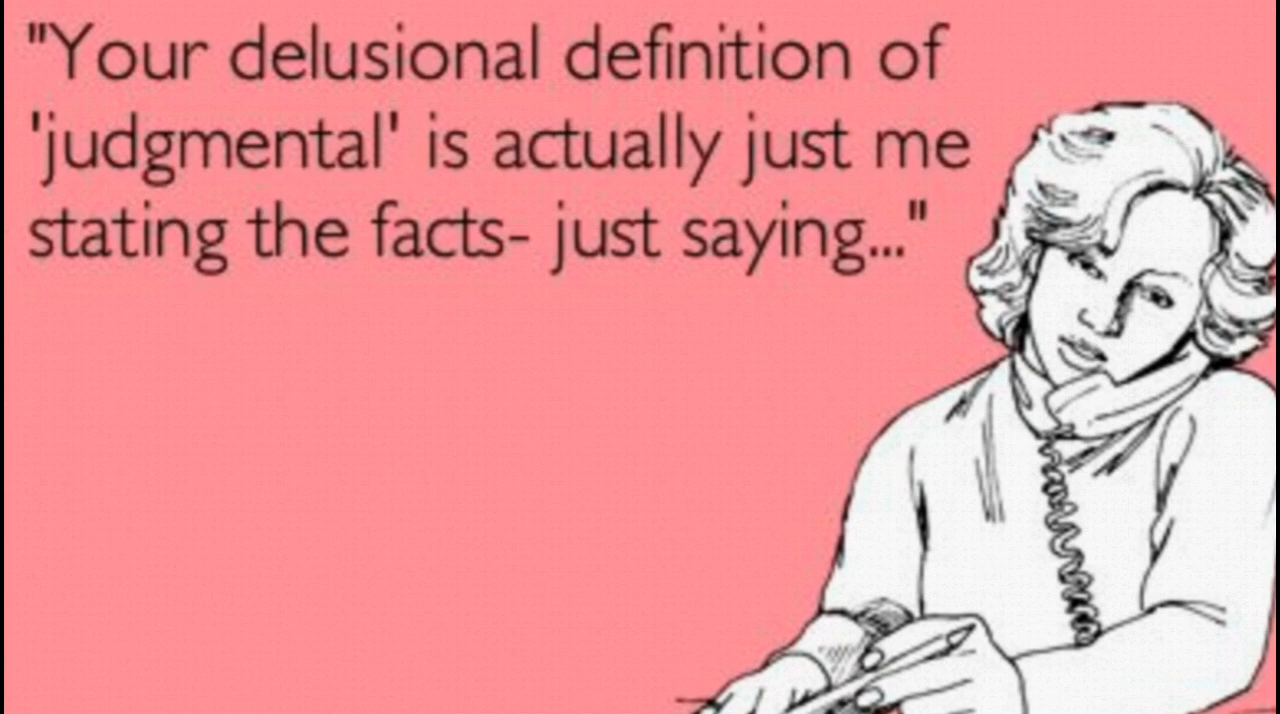 "Your delusional definition of
'judgmental' is actually just me
stating the facts- just saying..."